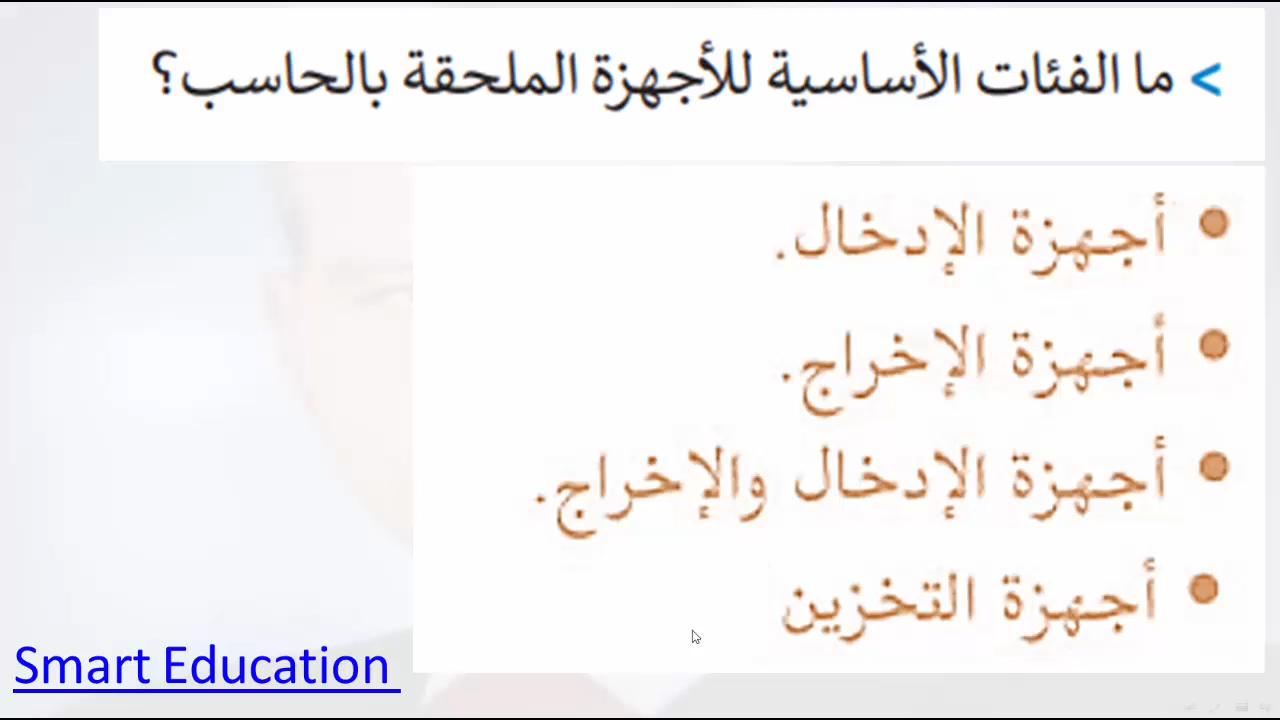 > ما الفئات الأساسية للأجهزة الملحقة بالحاسب؟
• أجهزة الإدخال.
• أجهزة الإخراج.
• أجهزة الإدخال والإخراج.
• أجهزة التخزين
Smart Education